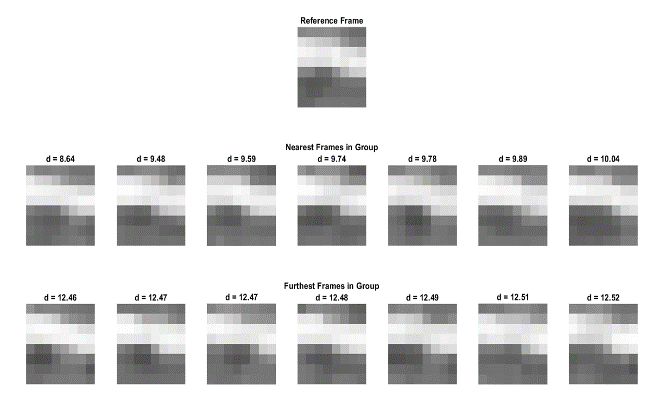 Reference Frame
Nearest Frames in Group
d = 8.64 d = 9.48 d = 9.59 d = 9.74 d = 9.78 d = 9.89 d = 10.04
Furthest Frames in Group
d = 12.46 d = 12.47 d = 12.47 d = 12.48 d = 12.49 d = 12.51 d = 12.52